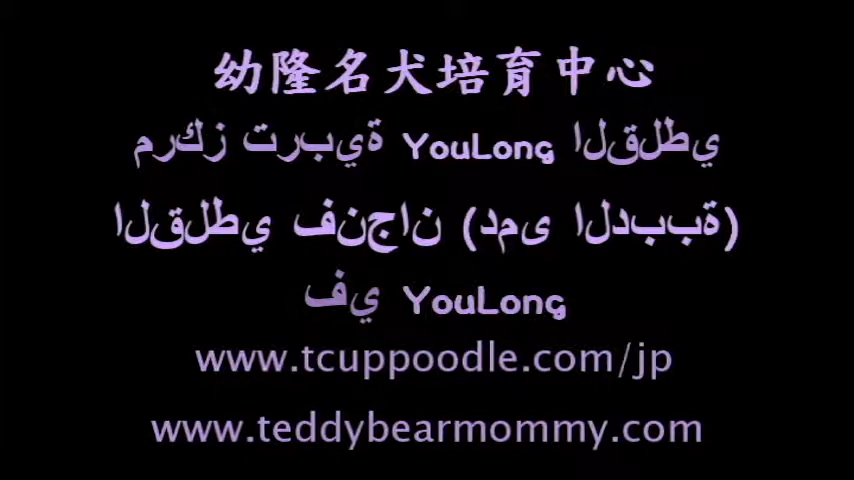 幼隆名犬培育中心
مركز تربية YouLong القلطي
القلطي فنجان (دمى الدببة)
في YouLong
www.tcuppoodle.com/jp
www.teddybearmommy.com